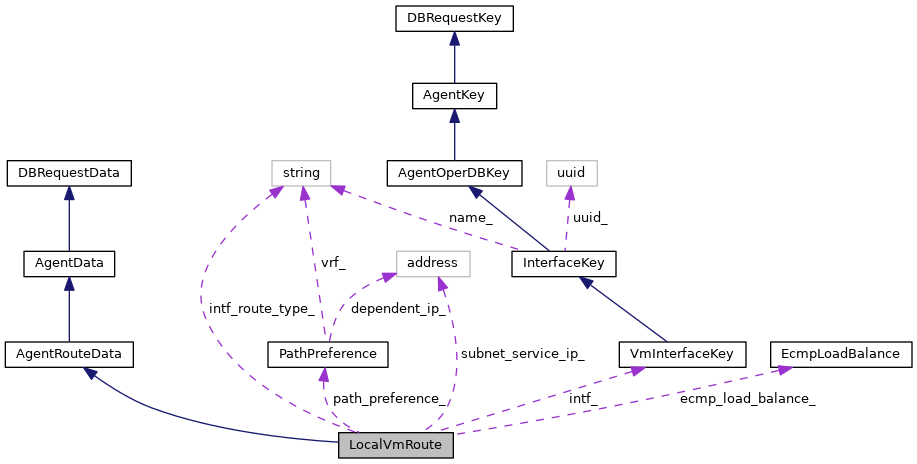 DBRequestKey
AgentKey
DBRequestData
string
AgentOperDBKey
uuid
name_
uuid_
AgentData
vrf_
address
InterfaceKey
intf_route_type_
dependent_ip_
AgentRouteData
PathPreference
subnet_service_ip_
VmInterfaceKey
EcmpLoadBalance
path_preference_
intf_
ecmp_load_balance_
LocalVmRoute